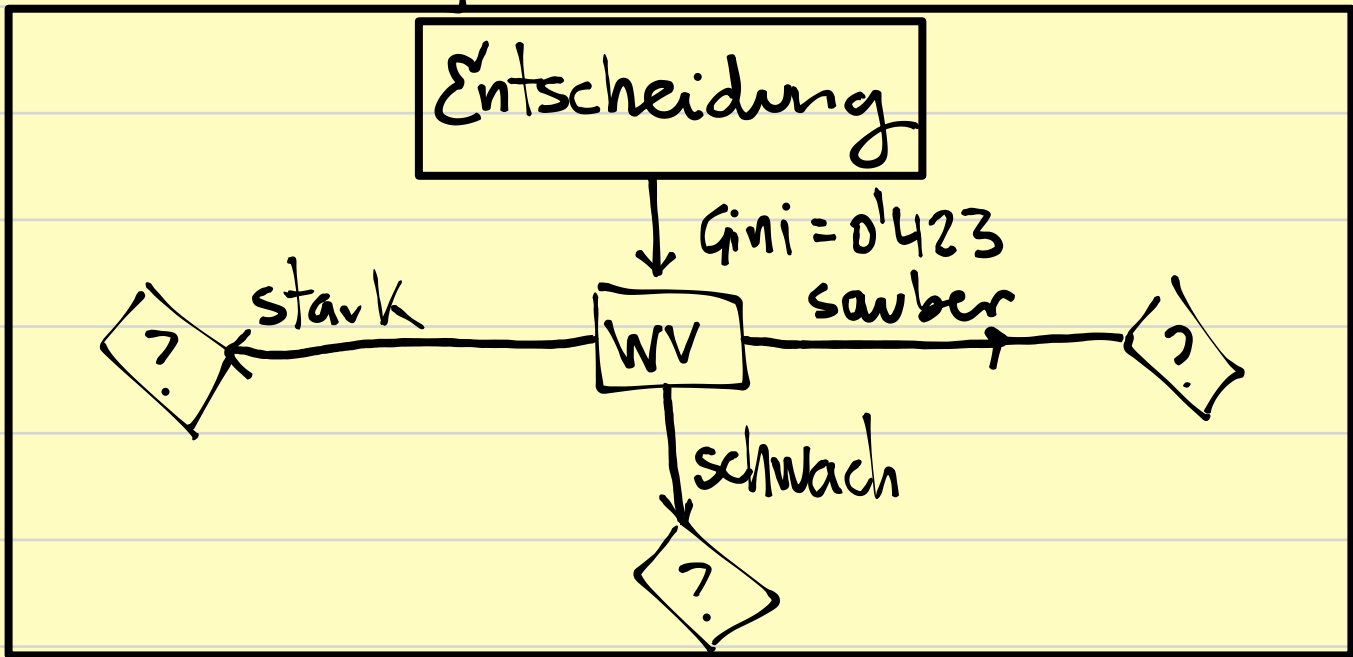 Entscheidung
Gini = 0'423
stark
sauber
?
WV
?
schwach
?